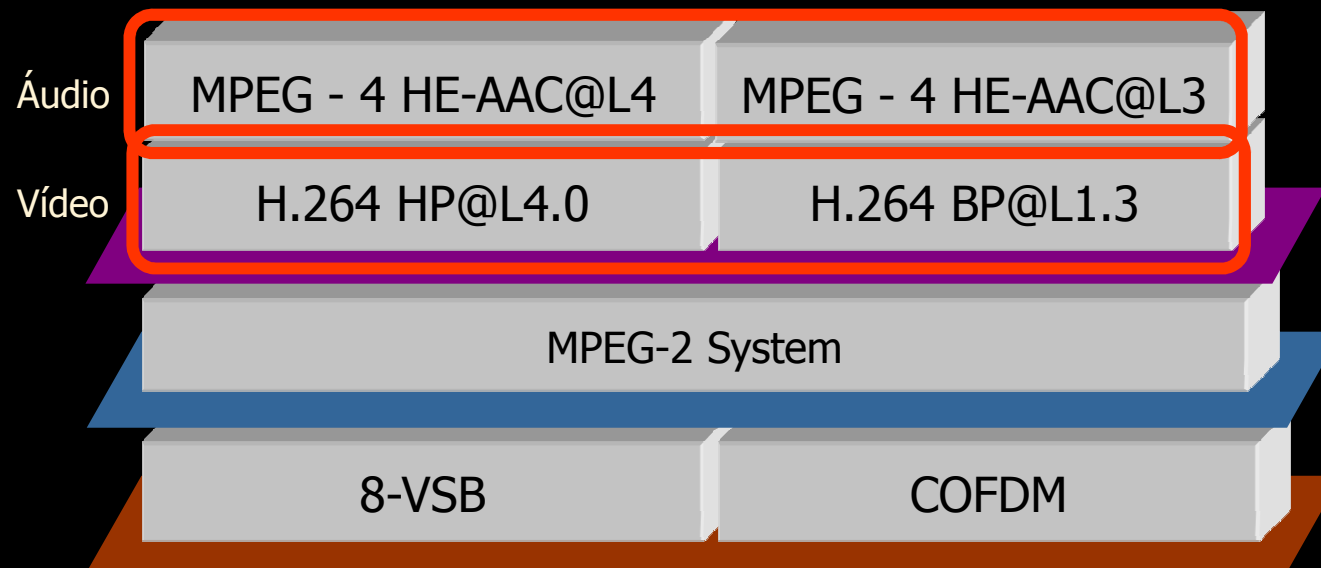 Áudio
MPEG - 4 HE-AAC@L4
MPEG - 4 HE-AAC@L3
Vídeo
H.264 HP@L4.0
H.264 BP@L1.3
MPEG-2 System
8-VSB
COFDM